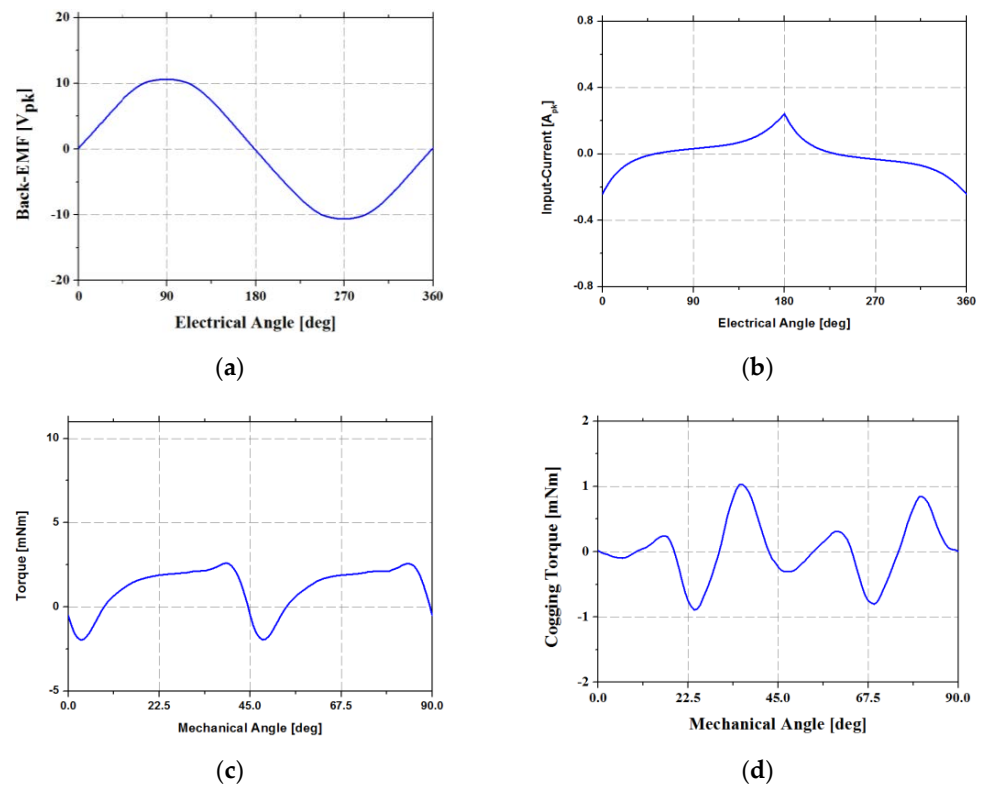 20
10
0
-10
-20
Back-EMF [Vpk]
0 90 180 270 360
Electrical Angle [deg]
(a)
0.8
0.4
0.0
-0.4
-0.8
Input-Current [Apk]
0 90 180 270 360
Electrical Angle [deg]
(b)
10
5
0
-5
Torque [mNm]
0.0 22.5 45.0 67.5 90.0
Mechanical Angle [deg]
(c)
2
1
0
-1
-2
Cogging Torque [mNm]
0.0 22.5 45.0 67.5 90.0
Mechanical Angle [deg]
(d)